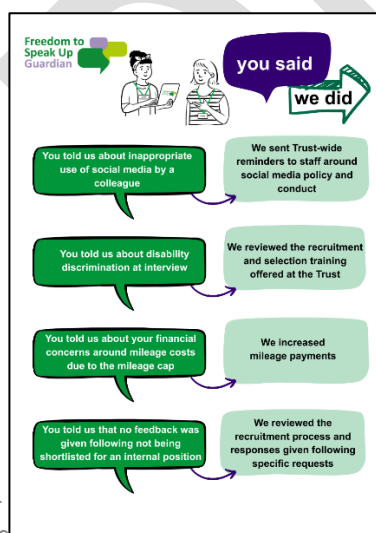 Freedom to
Speak Up
Guardian
you said
we did
You told us about inappropriate
use of social media by a
colleague
We sent Trust-wide
reminders to staff around
social media policy and
conduct
You told us about disability
discrimination at interview
We reviewed the recruitment
and selection training
offered at the Trust
You told us about your financial
concerns around mileage costs
due to the mileage cap
We increased
mileage payments
You told us that no feedback was
given following not being
shortlisted for an internal position
We reviewed the
recruitment process and
responses given following
specific requests